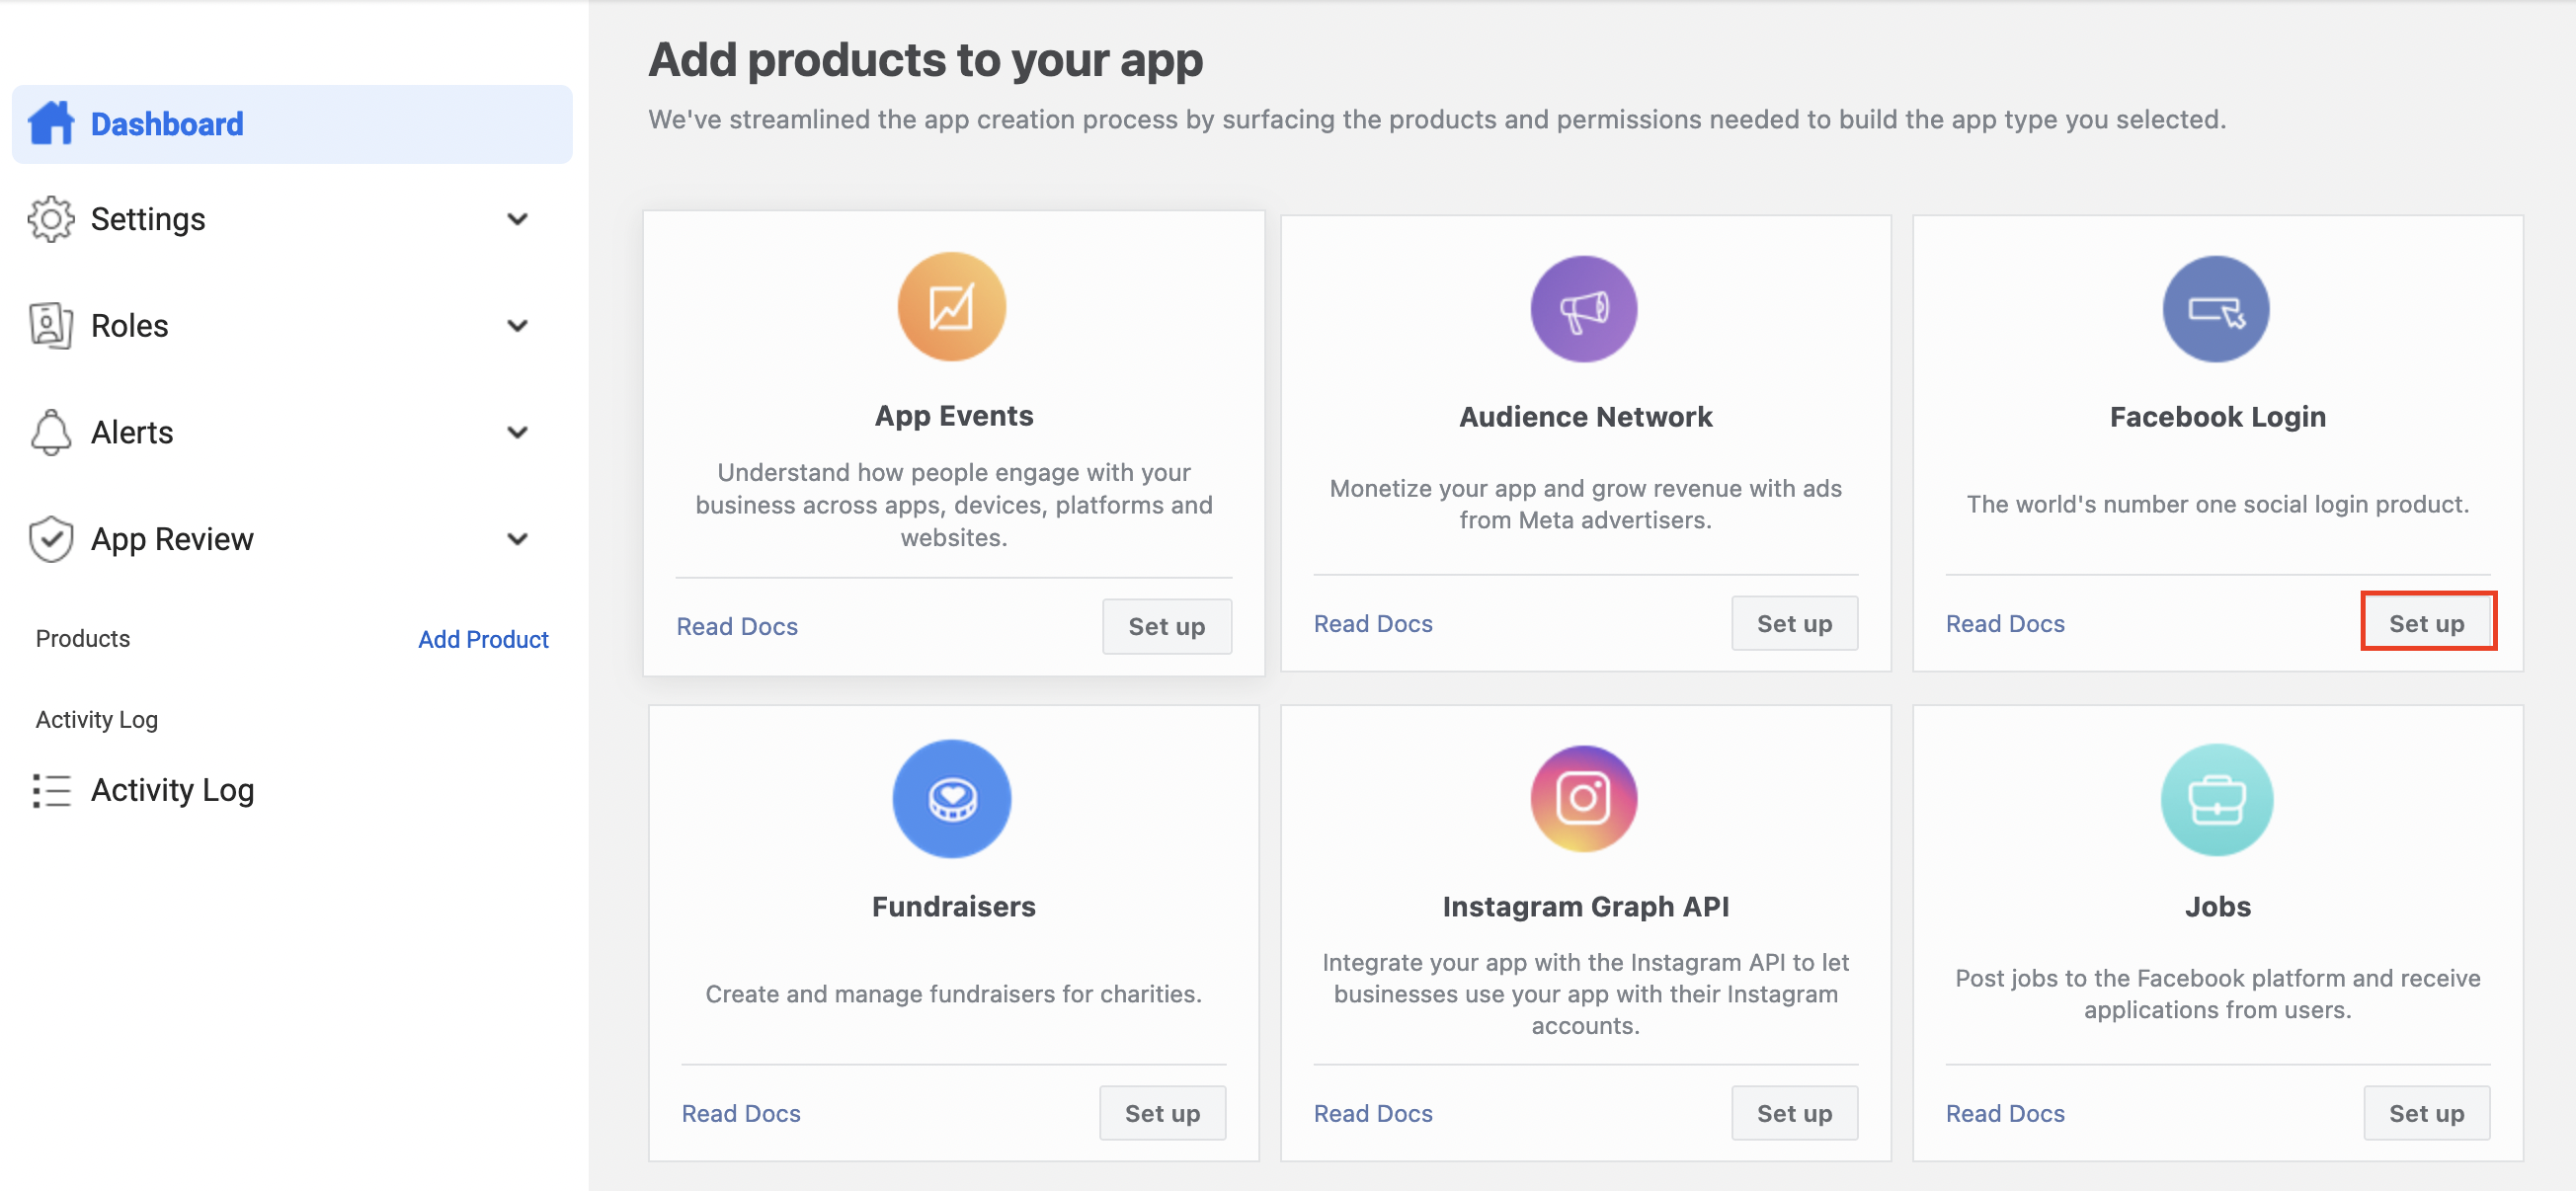 Dashboard
Settings
Roles
Alerts
App Review
Products
Add Product
Activity Log
Activity Log
Add products to your app
We've streamlined the app creation process by surfacing the products and permissions needed to build the app type you selected.
App Events
Understand how people engage with your
business across apps, devices, platforms and
websites.
Read Docs
Set up
Audience Network
Monetize your app and grow revenue with ads
from Meta advertisers.
Read Docs
Set up
Facebook Login
The world's number one social login product.
Read Docs
Set up
Fundraisers
Create and manage fundraisers for charities.
Read Docs
Set up
Instagram Graph API
Integrate your app with the Instagram API to let
businesses use your app with their Instagram
accounts.
Read Docs
Set up
Jobs
Post jobs to the Facebook platform and receive
applications from users.
Read Docs
Set up